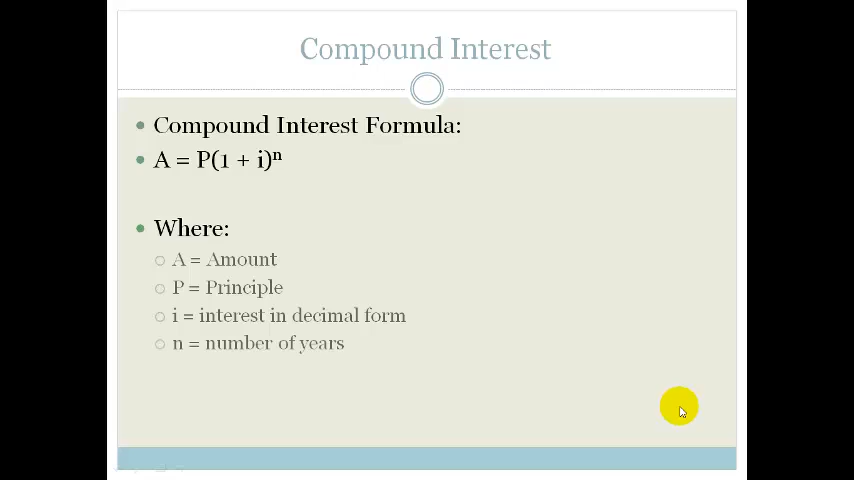 Compound Interest
Compound Interest Formula:
A = P(1 + i)ⁿ
Where:
A = Amount
P = Principle
i = interest in decimal form
n = number of years